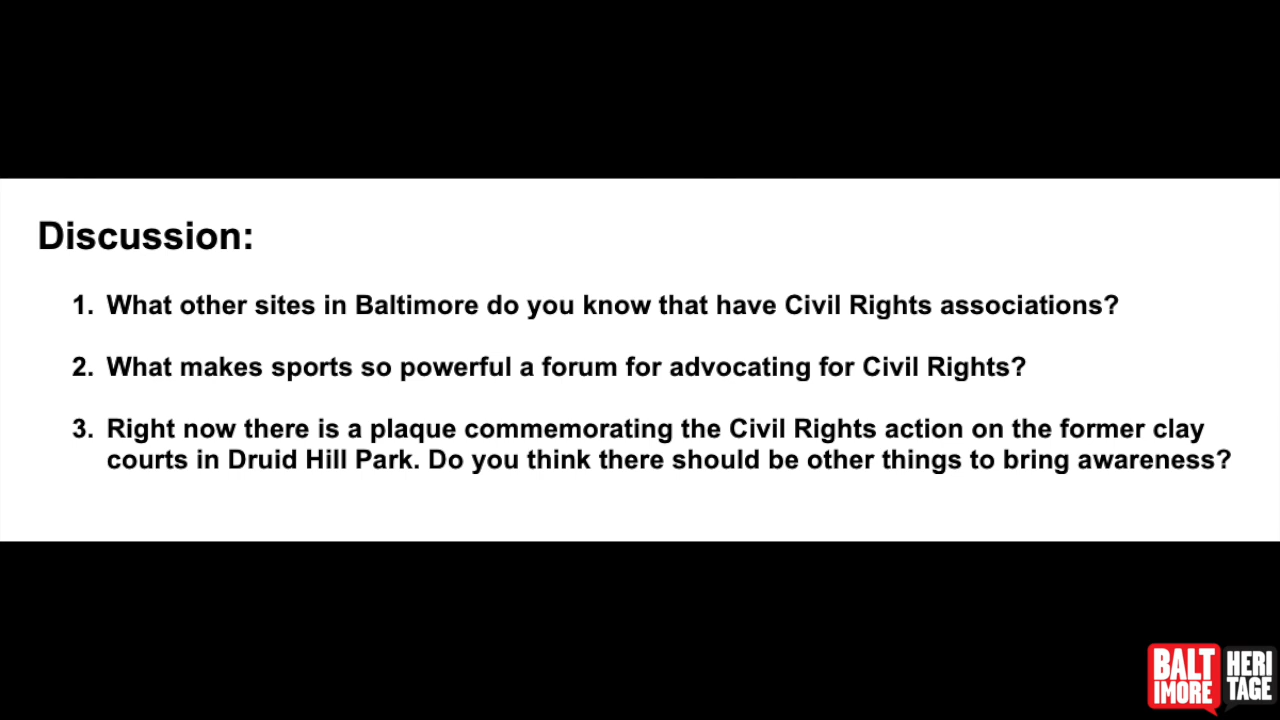 Discussion:
1. What other sites in Baltimore do you know that have Civil Rights associations?
2. What makes sports so powerful a forum for advocating for Civil Rights?
3. Right now there is a plaque commemorating the Civil Rights action on the former clay
courts in Druid Hill Park. Do you think there should be other things to bring awareness?
BALT
IMORE
HERI
TAGE